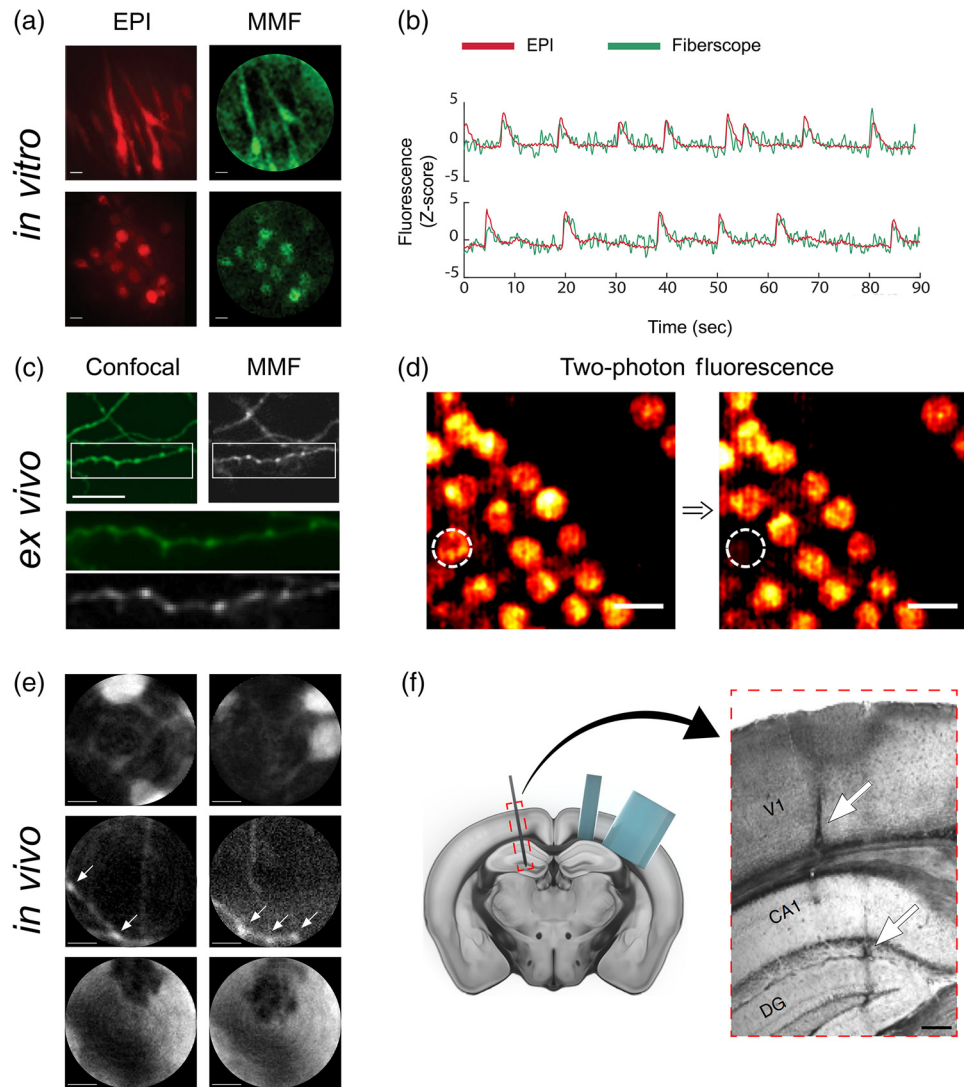 (a)
EPI
MMF
in vitro
(b)
EPI
Fiberscope
5
0
-5
5
0
-5
Fluorescence
(Z-score)
0
10
20
30
40
50
60
70
80
90
Time (sec)
(c)
Confocal
MMF
ex vivo
(d)
Two-photon fluorescence
(e)
in vivo
(f)
V1
CA1
DG